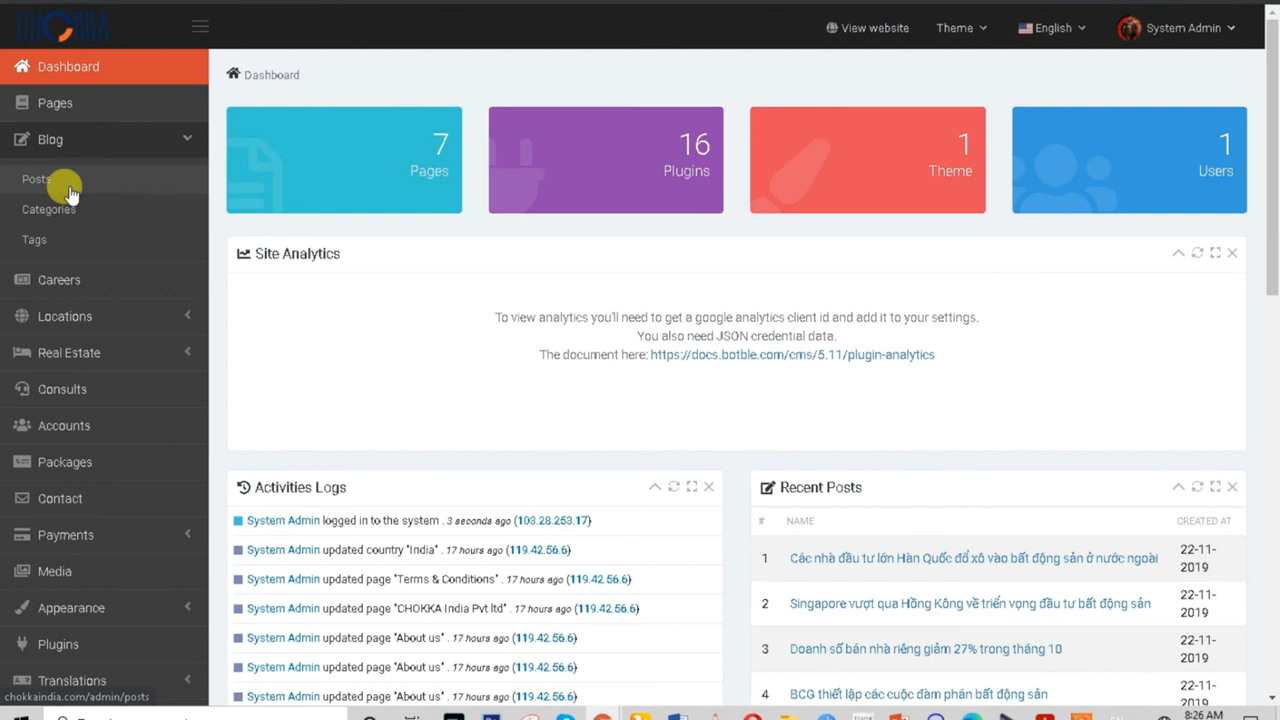 CHOKKA
View website
Theme
English
System Admin
Dashboard
Pages
Blog
Posts
Categories
Tags
Careers
Locations
Real Estate
Consults
Accounts
Packages
Contact
Payments
Media
Appearance
Plugins
Translations
chokkaindia.com/admin/posts
Dashboard
7
Pages
16
Plugins
1
Theme
1
Users
Site Analytics
To view analytics you'll need to get a google analytics client id and add it to your settings.
You also need JSON credential data.
The document here: https://docs.botble.com/cms/5.11/plugin-analytics
Activities Logs
System Admin logged in to the system . 3 seconds ago (103.28.253.17)
System Admin updated country "India" . 17 hours ago (119.42.56.6)
System Admin updated page "Terms & Conditions" . 17 hours ago (119.42.56.6)
System Admin updated page "CHOKKA India Pvt ltd" . 17 hours ago (119.42.56.6)
System Admin updated page "About us" . 17 hours ago (119.42.56.6)
System Admin updated page "About us" . 17 hours ago (119.42.56.6)
System Admin updated page "About us" . 17 hours ago (119.42.56.6)
Recent Posts
# NAME CREATED AT
1 Các nhà đầu tư lớn Hàn Quốc đổ xô vào bất động sản ở nước ngoài 22-11-
2019
2 Singapore vượt qua Hồng Kông về triển vọng đầu tư bất động sản 22-11-
2019
3 Doanh số bán nhà riêng giảm 27% trong tháng 10 22-11-
2019
4 BCG thiết lập các cuộc đàm phán bất động sản 22-11-
2019
8:26 AM